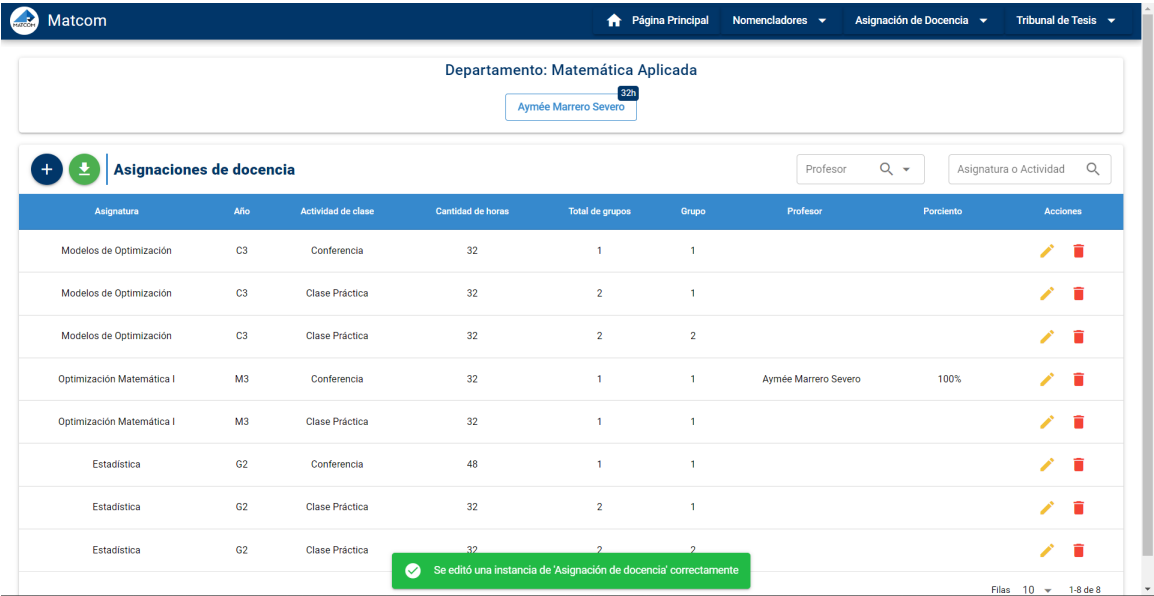 MATCOM Matcom Página Principal Nomencladores Asignación de Docencia Tribunal de Tesis
Departamento: Matemática Aplicada
32h
Aymée Marrero Severo
Asignaciones de docencia Profesor Asignatura o Actividad
Asignatura Año Actividad de clase Cantidad de horas Total de grupos Grupo Profesor Porciento Acciones
Modelos de Optimización C3 Conferencia 32 1 1
Modelos de Optimización C3 Clase Práctica 32 2 1
Modelos de Optimización C3 Clase Práctica 32 2 2
Optimización Matemática I M3 Conferencia 32 1 1 Aymée Marrero Severo 100%
Optimización Matemática I M3 Clase Práctica 32 1 1
Estadística G2 Conferencia 48 1 1
Estadística G2 Clase Práctica 32 2 1
Estadística G2 Clase Práctica 32 2 2
Se editó una instancia de 'Asignación de docencia' correctamente
Filas 10 1-8 de 8